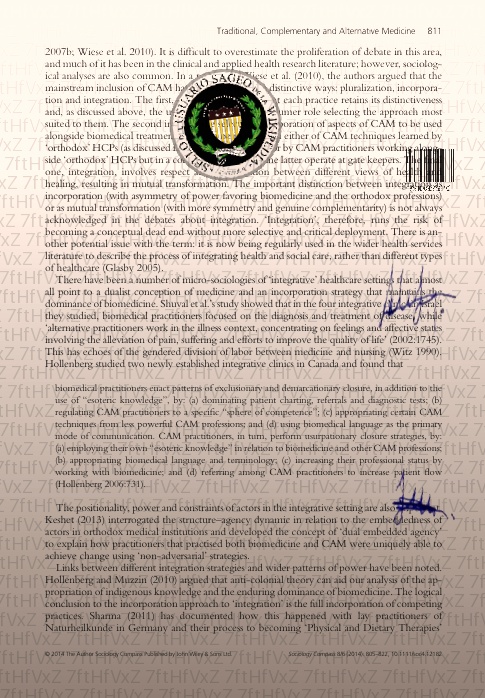 Traditional, Complementary and Alternative Medicine 811
2007b; Wiese et al. 2010). It is difficult to overestimate the proliferation of debate in this area,
and much of it has been in the clinical and applied health research literature; however, sociolog-
ical analyses are also common. In a iese et al. (2010), the authors argued that the
mainstream inclusion of CAM h distinctive ways: pluralization, incorpora-
tion and integration. The first t each practice retains its distinctiveness
and, as discussed above, the u mer role selecting the approach most
suited to them. The second i poration of aspects of CAM to be used
alongside biomedical treatmen either of CAM techniques learned by
'orthodox' HCPs (as discussed or by CAM practitioners working along-
side 'orthodox' HCPs but in a co he latter operate at gate keepers. The final
one, integration, involves respect a on between different views of health
healing, resulting in mutual transformation. The important distinction between integration as
incorporation (with asymmetry of power favoring biomedicine and the orthodox professions)
or as mutual transformation (with more symmetry and genuine complementarity) is not always
acknowledged in the debates about integration. 'Integration', therefore, runs the risk of
becoming a conceptual dead end without more selective and critical deployment. There is an-
other potential issue with the term: it is now being regularly used in the wider health services
literature to describe the process of integrating health and social care, rather than different types
of healthcare (Glasby 2005).
There have been a number of micro-sociologies of 'integrative' healthcare settings that almost
all point to a dualist conception of medicine and an incorporation strategy that maintains the
dominance of biomedicine. Shuval et al.'s study showed that in the four integrative
they studied, biomedical practitioners focused on the diagnosis and treatment of disease, while
'alternative practitioners work in the illness context, concentrating on feelings and affective states
involving the alleviation of pain, suffering and efforts to improve the quality of life' (2002:1745).
This has echoes of the gendered division of labor between medicine and nursing (Witz 1990).
Hollenberg studied two newly established integrative clinics in Canada and found that
biomedical practitioners enact patterns of exclusionary and demarcationary closure, in addition to the
use of "esoteric knowledge", by: (a) dominating patient charting, referrals and diagnostic tests; (b)
regulating CAM practitioners to a specific "sphere of competence"; (c) appropriating certain CAM
techniques from less powerful CAM professions; and (d) using biomedical language as the primary
mode of communication. CAM practitioners, in turn, perform usurpationary closure strategies, by:
(a) employing their own "esoteric knowledge" in relation to biomedicine and other CAM professions;
(b) appropriating biomedical language and terminology; (c) increasing their professional status by
working with biomedicine; and (d) referring among CAM practitioners to increase patient flow
(Hollenberg 2006:731).
The positionality, power and constraints of actors in the integrative setting are also
Keshet (2013) interrogated the structure–agency dynamic in relation to the embeddedness of
actors in orthodox medical institutions and developed the concept of 'dual embedded agency'
to explain how practitioners that practised both biomedicine and CAM were uniquely able to
achieve change using 'non-adversarial' strategies.
Links between different integration strategies and wider patterns of power have been noted.
Hollenberg and Muzzin (2010) argued that anti-colonial theory can aid our analysis of the ap-
propriation of indigenous knowledge and the enduring dominance of biomedicine. The logical
conclusion to the incorporation approach to 'integration' is the full incorporation of competing
practices. Sharma (2011) has documented how this happened with lay practitioners of
Naturheilkunde in Germany and their process to becoming 'Physical and Dietary Therapies'
© 2014 The Author Sociology Compass Published by John Wiley & Sons Ltd. Sociology Compass 8/6 (2014): 805–822, 10.1111/soc4.12182